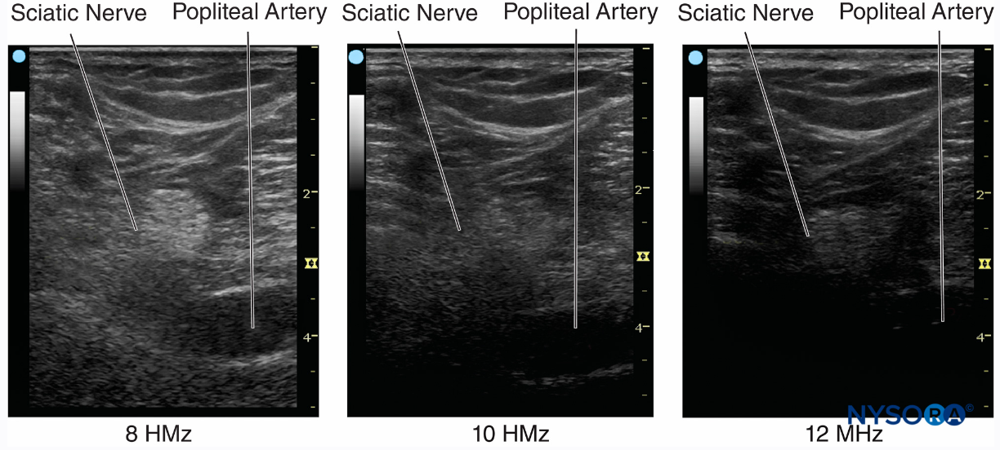 Sciatic Nerve Popliteal Artery Sciatic Nerve Popliteal Artery Sciatic Nerve Popliteal Artery
2 2 2
4 4 4
NYSORA©
8 HMz 10 HMz 12 MHz